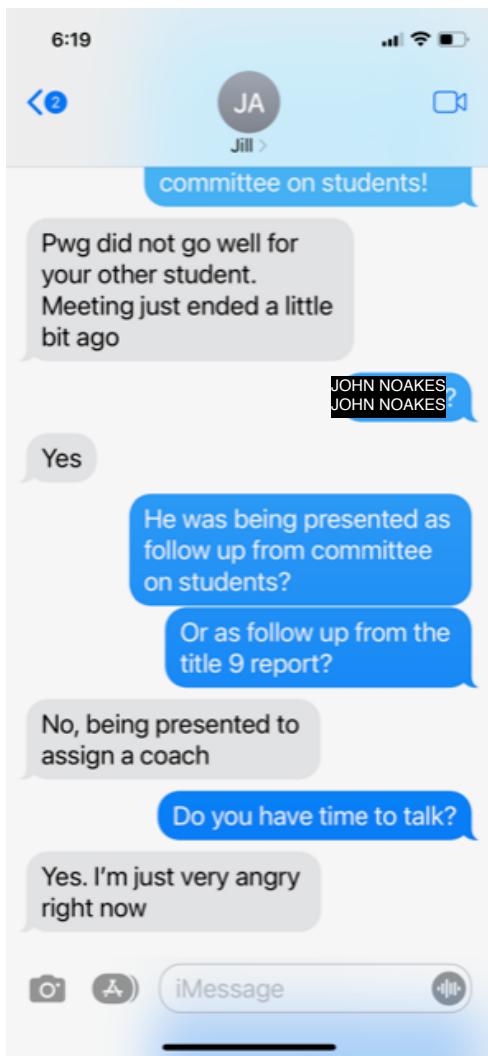 6:19
2
JA
Jill >
committee on students!
Pwg did not go well for
your other student.
Meeting just ended a little
bit ago
JOHN NOAKES
JOHN NOAKES?
Yes
He was being presented as
follow up from committee
on students?
Or as follow up from the
title 9 report?
No, being presented to
assign a coach
Do you have time to talk?
Yes. I'm just very angry
right now
iMessage